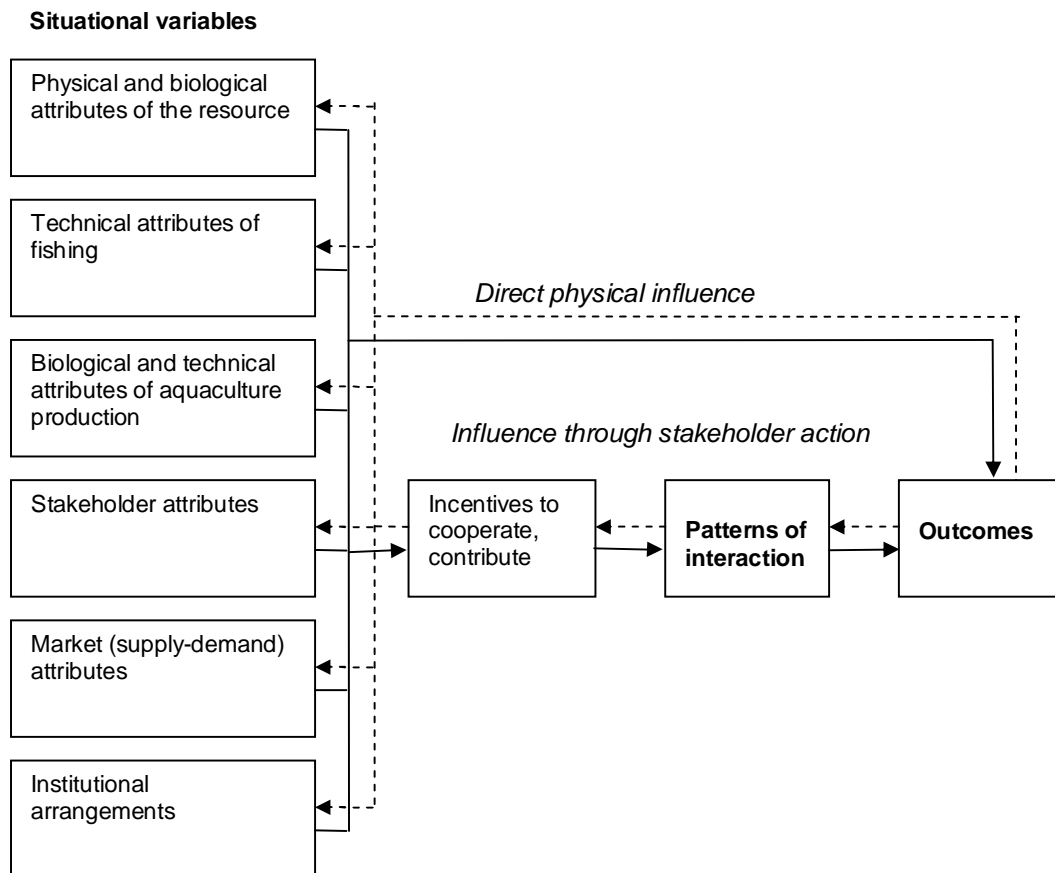 Situational variables
Physical and biological
attributes of the resource
Technical attributes of
fishing
Direct physical influence
Biological and technical
attributes of aquaculture
production
Influence through stakeholder action
Stakeholder attributes
Incentives to
cooperate,
contribute
Patterns of
interaction
Outcomes
Market (supply-demand)
attributes
Institutional
arrangements